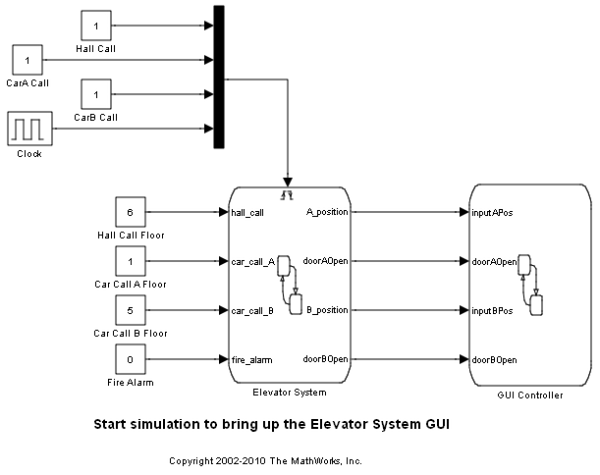 1
Hall Call
1
CarA Call
1
CarB Call
Clock
6
Hall Call Floor
1
Car Call A Floor
5
Car Call B Floor
0
Fire Alarm
hall_call
car_call_A
car_call_B
fire_alarm
A_position
doorAOpen
B_position
doorBOpen
Elevator System
inputAPos
doorAOpen
inputBPos
doorBOpen
GUI Controller
Start simulation to bring up the Elevator System GUI
Copyright 2002-2010 The MathWorks, Inc.